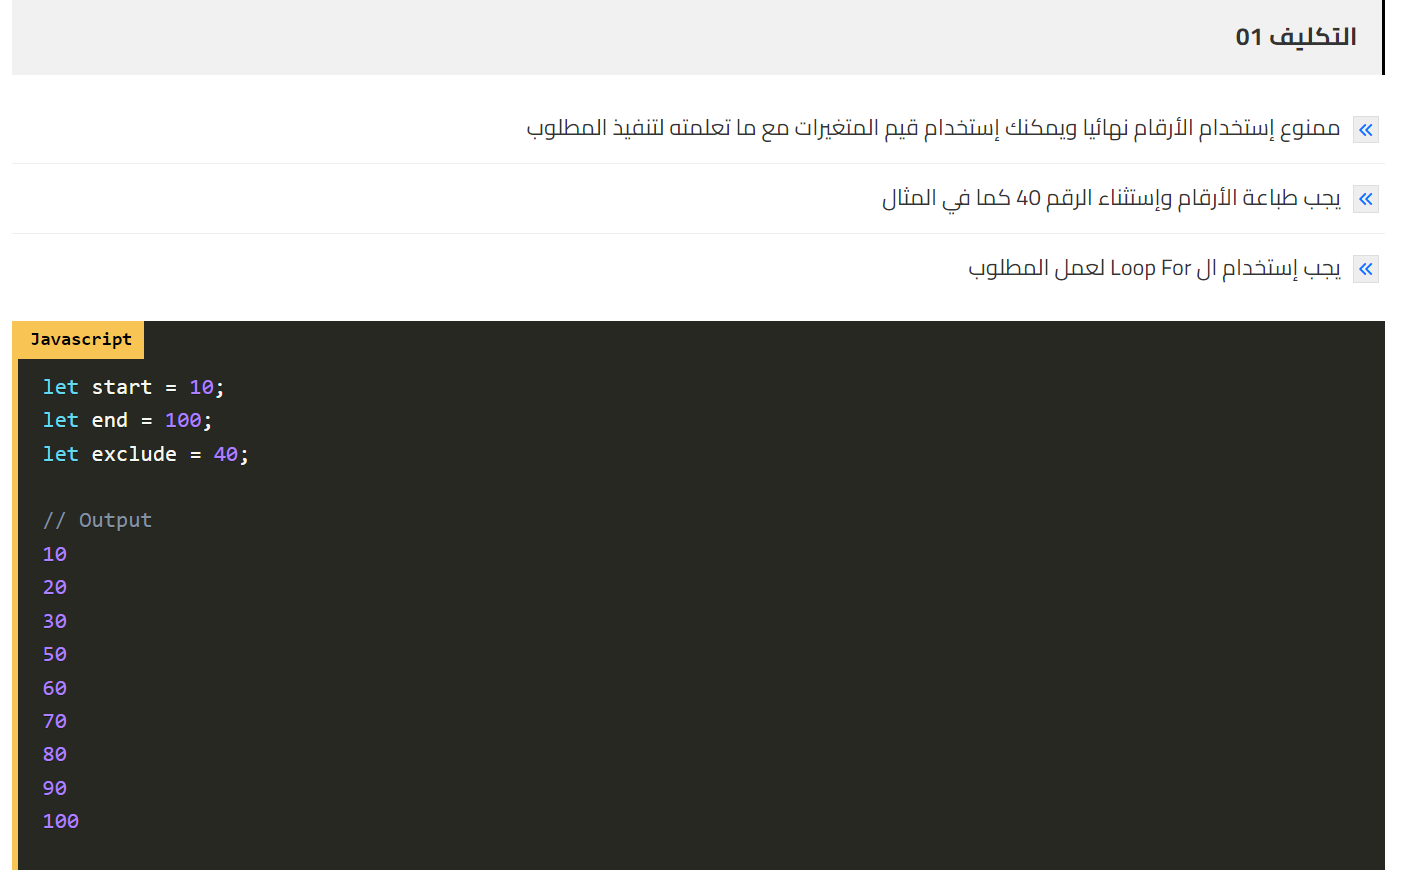 التكليف 01
ممنوع إستخدام الأرقام نهائيا ويمكنك إستخدام قيم المتغيرات مع ما تعلمته لتنفيذ المطلوب
يجب طباعة الأرقام وإستثناء الرقم 40 كما في المثال
يجب إستخدام ال Loop For لعمل المطلوب
Javascript
let start = 10;
let end = 100;
let exclude = 40;
// Output
10
20
30
50
60
70
80
90
100